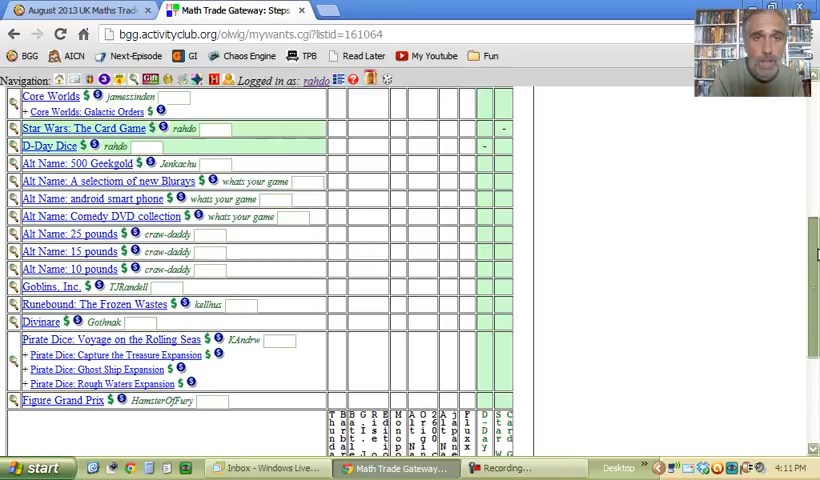 August 2013 UK Maths Trad
Math Trade Gateway: Steps
bgg.activityclub.org/olwlg/mywants.cgi?listid=161064
BGG AICN Next-Episode GI Chaos Engine Read Later My Youtube Fun
Navigation: Logged in as: rahdo
Core Worlds $ jamessinden
+ Core Worlds: Galactic Orders
Star Wars: The Card Game $ rahdo -
D-Day Dice $ rahdo -
Alt Name: 500 Geekgold Jenkachu
Alt Name: A selectiom of new Blurays whats your game
Alt Name: android smart phone whats your game
Alt Name: Comedy DVD collection whats your game
Alt Name: 25 pounds craw-daddy
Alt Name: 15 pounds craw-daddy
Alt Name: 10 pounds craw-daddy
Goblins, Inc. TJRandell
Runebound: The Frozen Wastes $ kellhus
Divinare $ Gothnak
Pirate Dice: Voyage on the Rolling Seas $ KAndrw
+ Pirate Dice: Capture the Treasure Expansion
+ Pirate Dice: Ghost Ship Expansion
+ Pirate Dice: Rough Waters Expansion
Figure Grand Prix $ HamsterOfFury
start
Inbox - Windows Live...
Math Trade Gateway...
Recording...
Desktop
4:11 PM